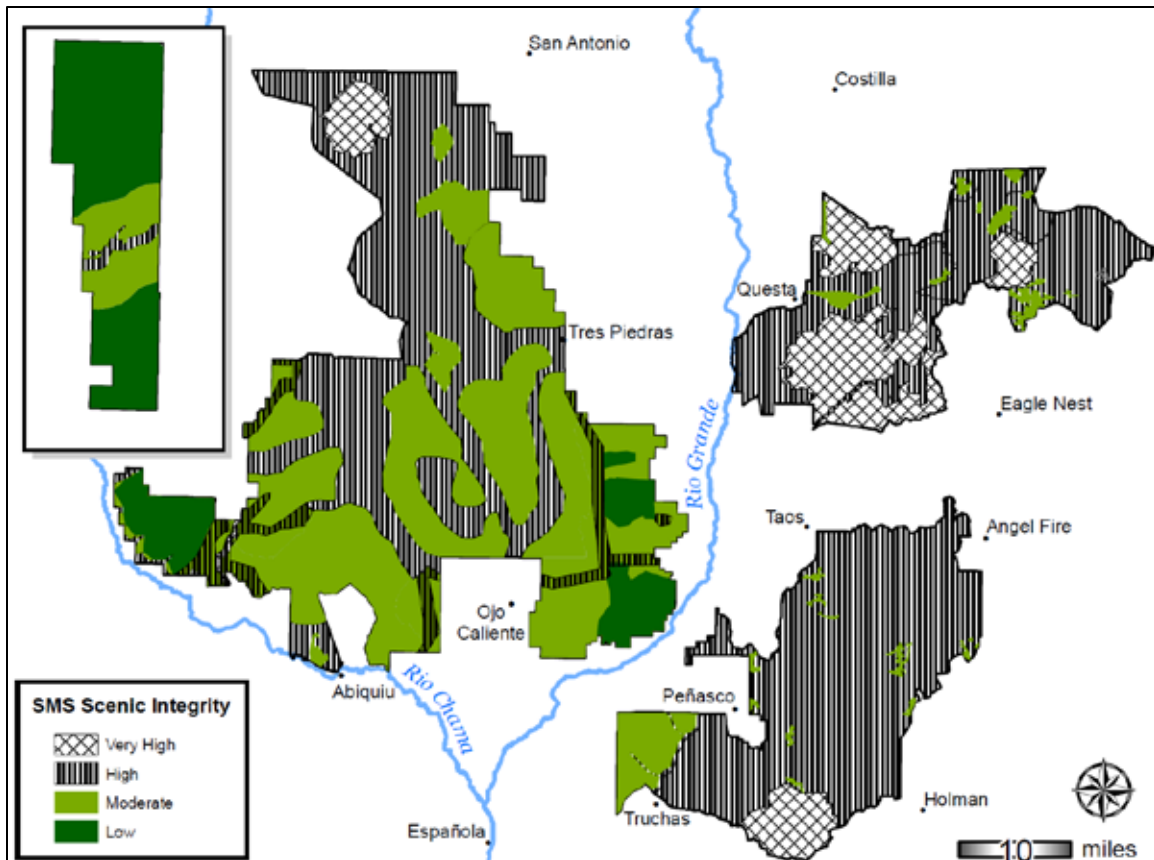 San Antonio
Costilla
Questa
Tres Piedras
Eagle Nest
Rio Grande
Taos
Angel Fire
Ojo
Caliente
Abiquiu
Rio Chama
Peñasco
SMS Scenic Integrity
Very High
High
Moderate
Low
Española
Truchas
Holman
10 miles